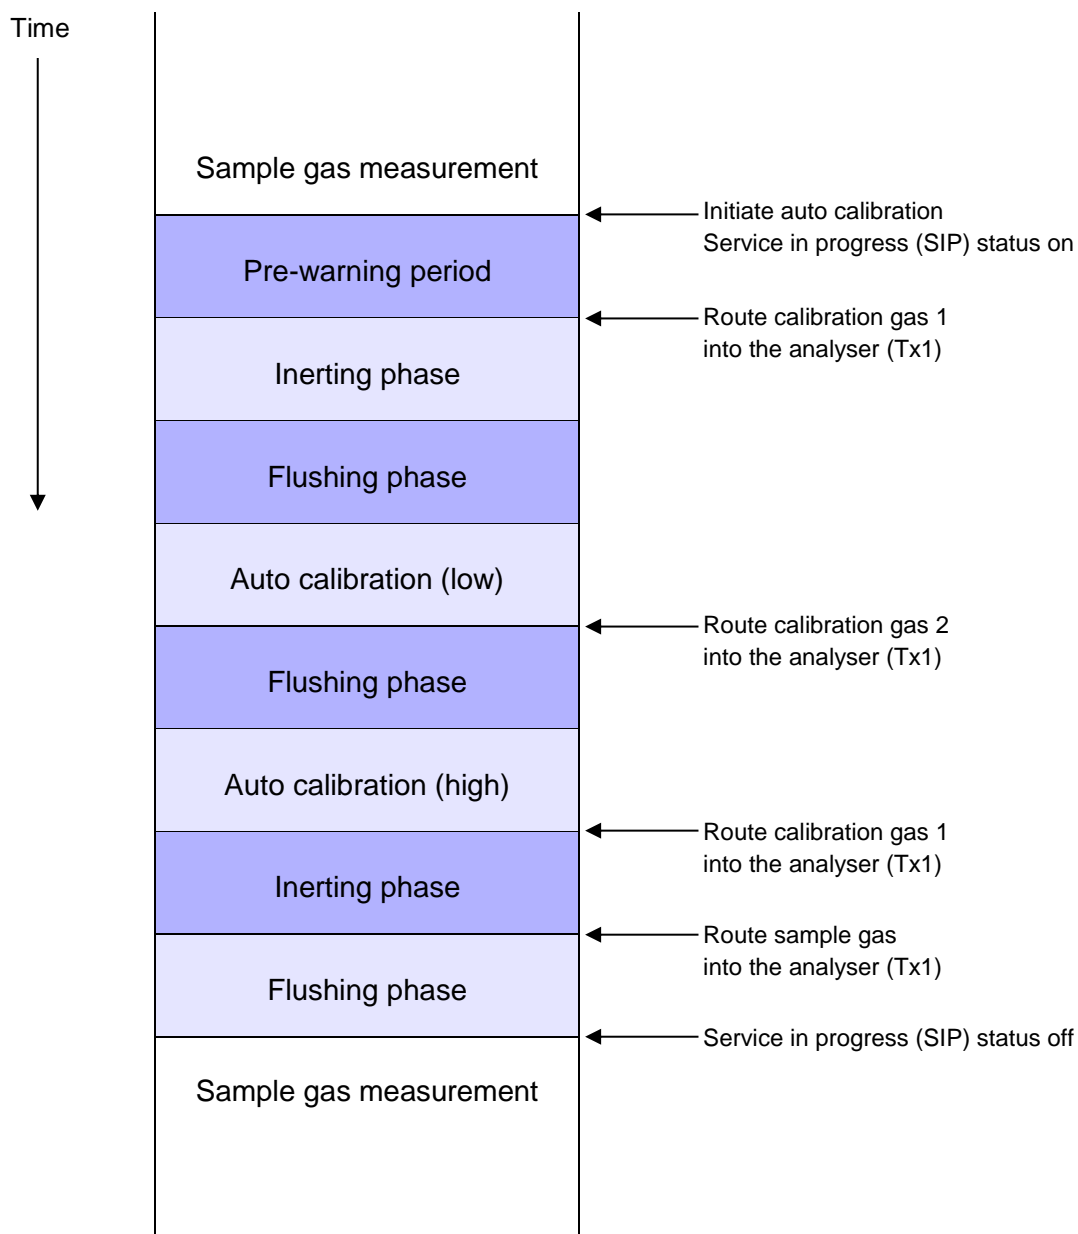 Time
Sample gas measurement
Initiate auto calibration
Service in progress (SIP) status on
Pre-warning period
Route calibration gas 1
into the analyser (Tx1)
Inerting phase
Flushing phase
Auto calibration (low)
Route calibration gas 2
into the analyser (Tx1)
Flushing phase
Auto calibration (high)
Route calibration gas 1
into the analyser (Tx1)
Inerting phase
Route sample gas
into the analyser (Tx1)
Flushing phase
Service in progress (SIP) status off
Sample gas measurement